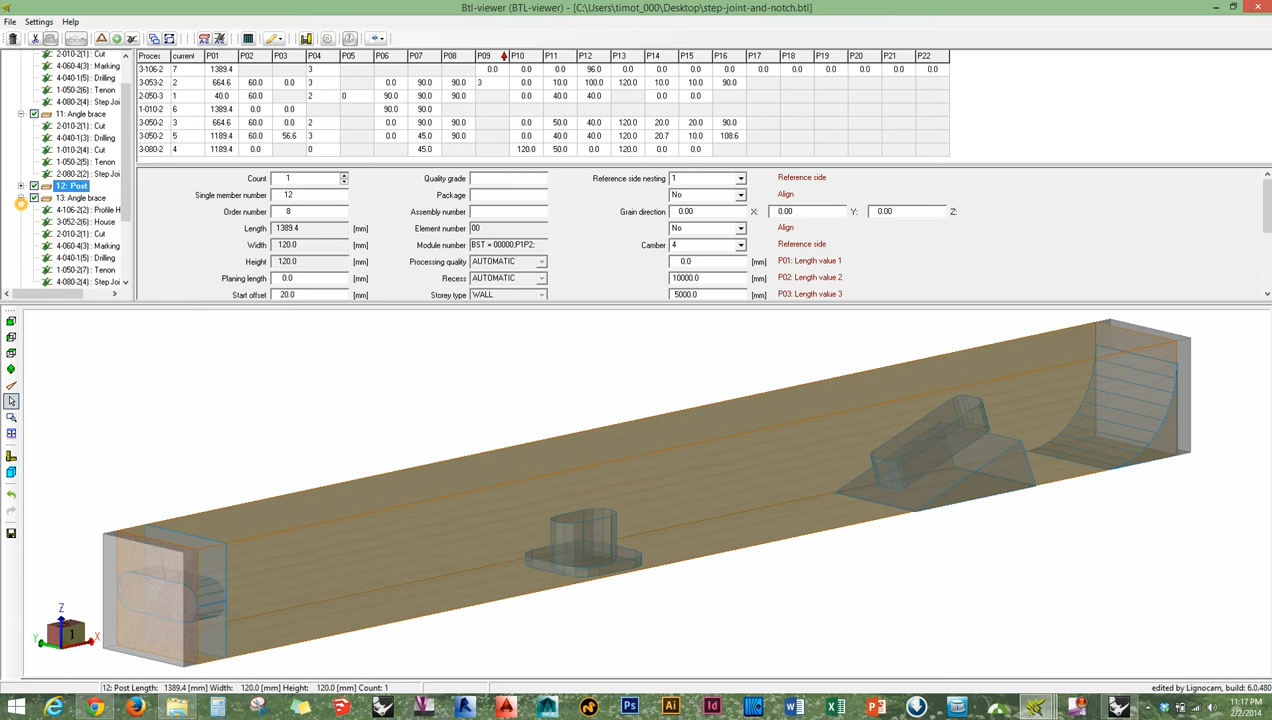 Btl-viewer (BTL-viewer) - [C:\Users\timot_000\Desktop\step-joint-and-notch.btl]
File Settings Help
2-010-2(1) : Cut
4-060-4(3) : Marking
4-040-1(5) : Drilling
1-050-2(6) : Tenon
4-080-2(4) : Step Joi
11: Angle brace
2-010-2(1) : Cut
4-040-1(3) : Drilling
1-010-2(4) : Cut
1-050-2(5) : Tenon
2-080-2(2) : Step Joi
12: Post
13: Angle brace
4-106-2(2) : Profile H
3-052-2(6) : House
2-010-2(1) : Cut
4-060-4(3) : Marking
4-040-1(5) : Drilling
1-050-2(7) : Tenon
4-080-2(4) : Step Joi
Proces current P01 P02 P03 P04 P05 P06 P07 P08 P09 P10 P11 P12 P13 P14 P15 P16 P17 P18 P19 P20 P21 P22
3-106-2 7 1389.4 3 0.0 0.0 0.0 96.0 0.0 0.0 0.0 0.0 0.0 0.0 0.0 0.0 0.0 0.0
3-053-2 2 664.6 60.0 0.0 3 0.0 90.0 90.0 3 0.0 10.0 100.0 120.0 10.0 10.0 90.0
2-050-3 1 40.0 60.0 2 0 90.0 90.0 90.0 0.0 40.0 40.0 0.0 0.0
1-010-2 6 1389.4 0.0 0.0 90.0 90.0
3-050-2 3 664.6 60.0 0.0 2 0.0 90.0 90.0 0.0 50.0 40.0 120.0 20.0 20.0 90.0
3-050-2 5 1189.4 60.0 56.6 3 0.0 45.0 90.0 0.0 40.0 40.0 120.0 20.7 10.0 108.6
3-080-2 4 1189.4 0.0 0 45.0 120.0 50.0 0.0 120.0 0.0 0.0
Count 1 Quality grade Reference side nesting 1 Reference side
Single member number 12 Package No Align
Order number 8 Assembly number Grain direction 0.00 X: 0.00 Y: 0.00 Z:
Length 1389.4 [mm] Element number 00 No Align
Width 120.0 [mm] Module number BST = 00000;P1P2; Camber 4 Reference side
Height 120.0 [mm] Processing quality AUTOMATIC 0.0 [mm] P01: Length value 1
Planing length 0.0 [mm] Recess AUTOMATIC 10000.0 [mm] P02: Length value 2
Start offset 20.0 [mm] Storey type WALL 5000.0 [mm] P03: Length value 3
Z
1
Y X
12: Post Length: 1389.4 [mm] Width: 120.0 [mm] Height: 120.0 [mm] Count: 1 edited by Lignocam, build: 6.0.480
Ps Ai Id
11:17 PM
2/2/2014